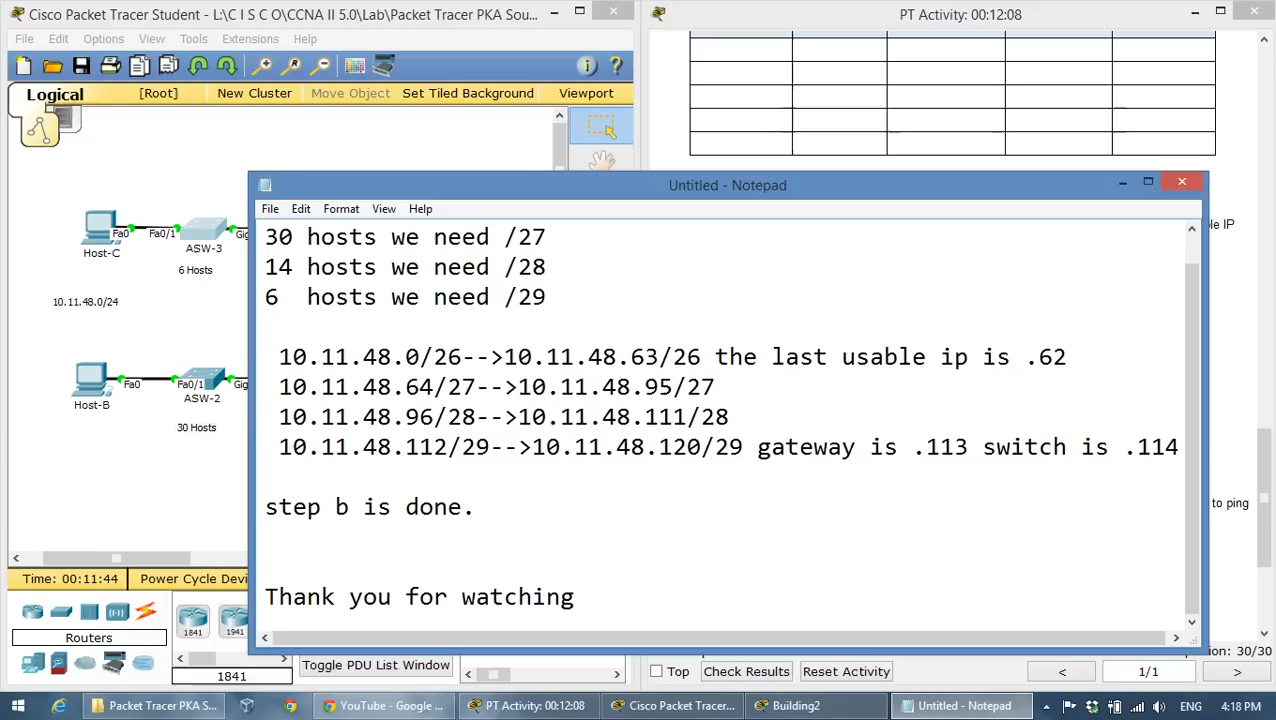 Cisco Packet Tracer Student - L:\C I S C O\CCNA II 5.0\Lab\Packet Tracer PKA Sou...
File Edit Options View Tools Extensions Help
Logical [Root] New Cluster Move Object Set Tiled Background Viewport
Fa0 Fa0/1 Gig
Host-C ASW-3
6 Hosts
10.11.48.0/24
Fa0 Fa0/1 Gig
Host-B ASW-2
30 Hosts
Time: 00:11:44 Power Cycle Devi
Routers
1841 1941
1841
Toggle PDU List Window
PT Activity: 00:12:08
le IP
to ping
ion: 30/30
Top Check Results Reset Activity < 1/1 >
Untitled - Notepad
File Edit Format View Help
30 hosts we need /27
14 hosts we need /28
6 hosts we need /29
10.11.48.0/26-->10.11.48.63/26 the last usable ip is .62
10.11.48.64/27-->10.11.48.95/27
10.11.48.96/28-->10.11.48.111/28
10.11.48.112/29-->10.11.48.120/29 gateway is .113 switch is .114
step b is done.
Thank you for watching
Packet Tracer PKA S... YouTube - Google ... PT Activity: 00:12:08 Cisco Packet Tracer... Building2 Untitled - Notepad 4:18 PM